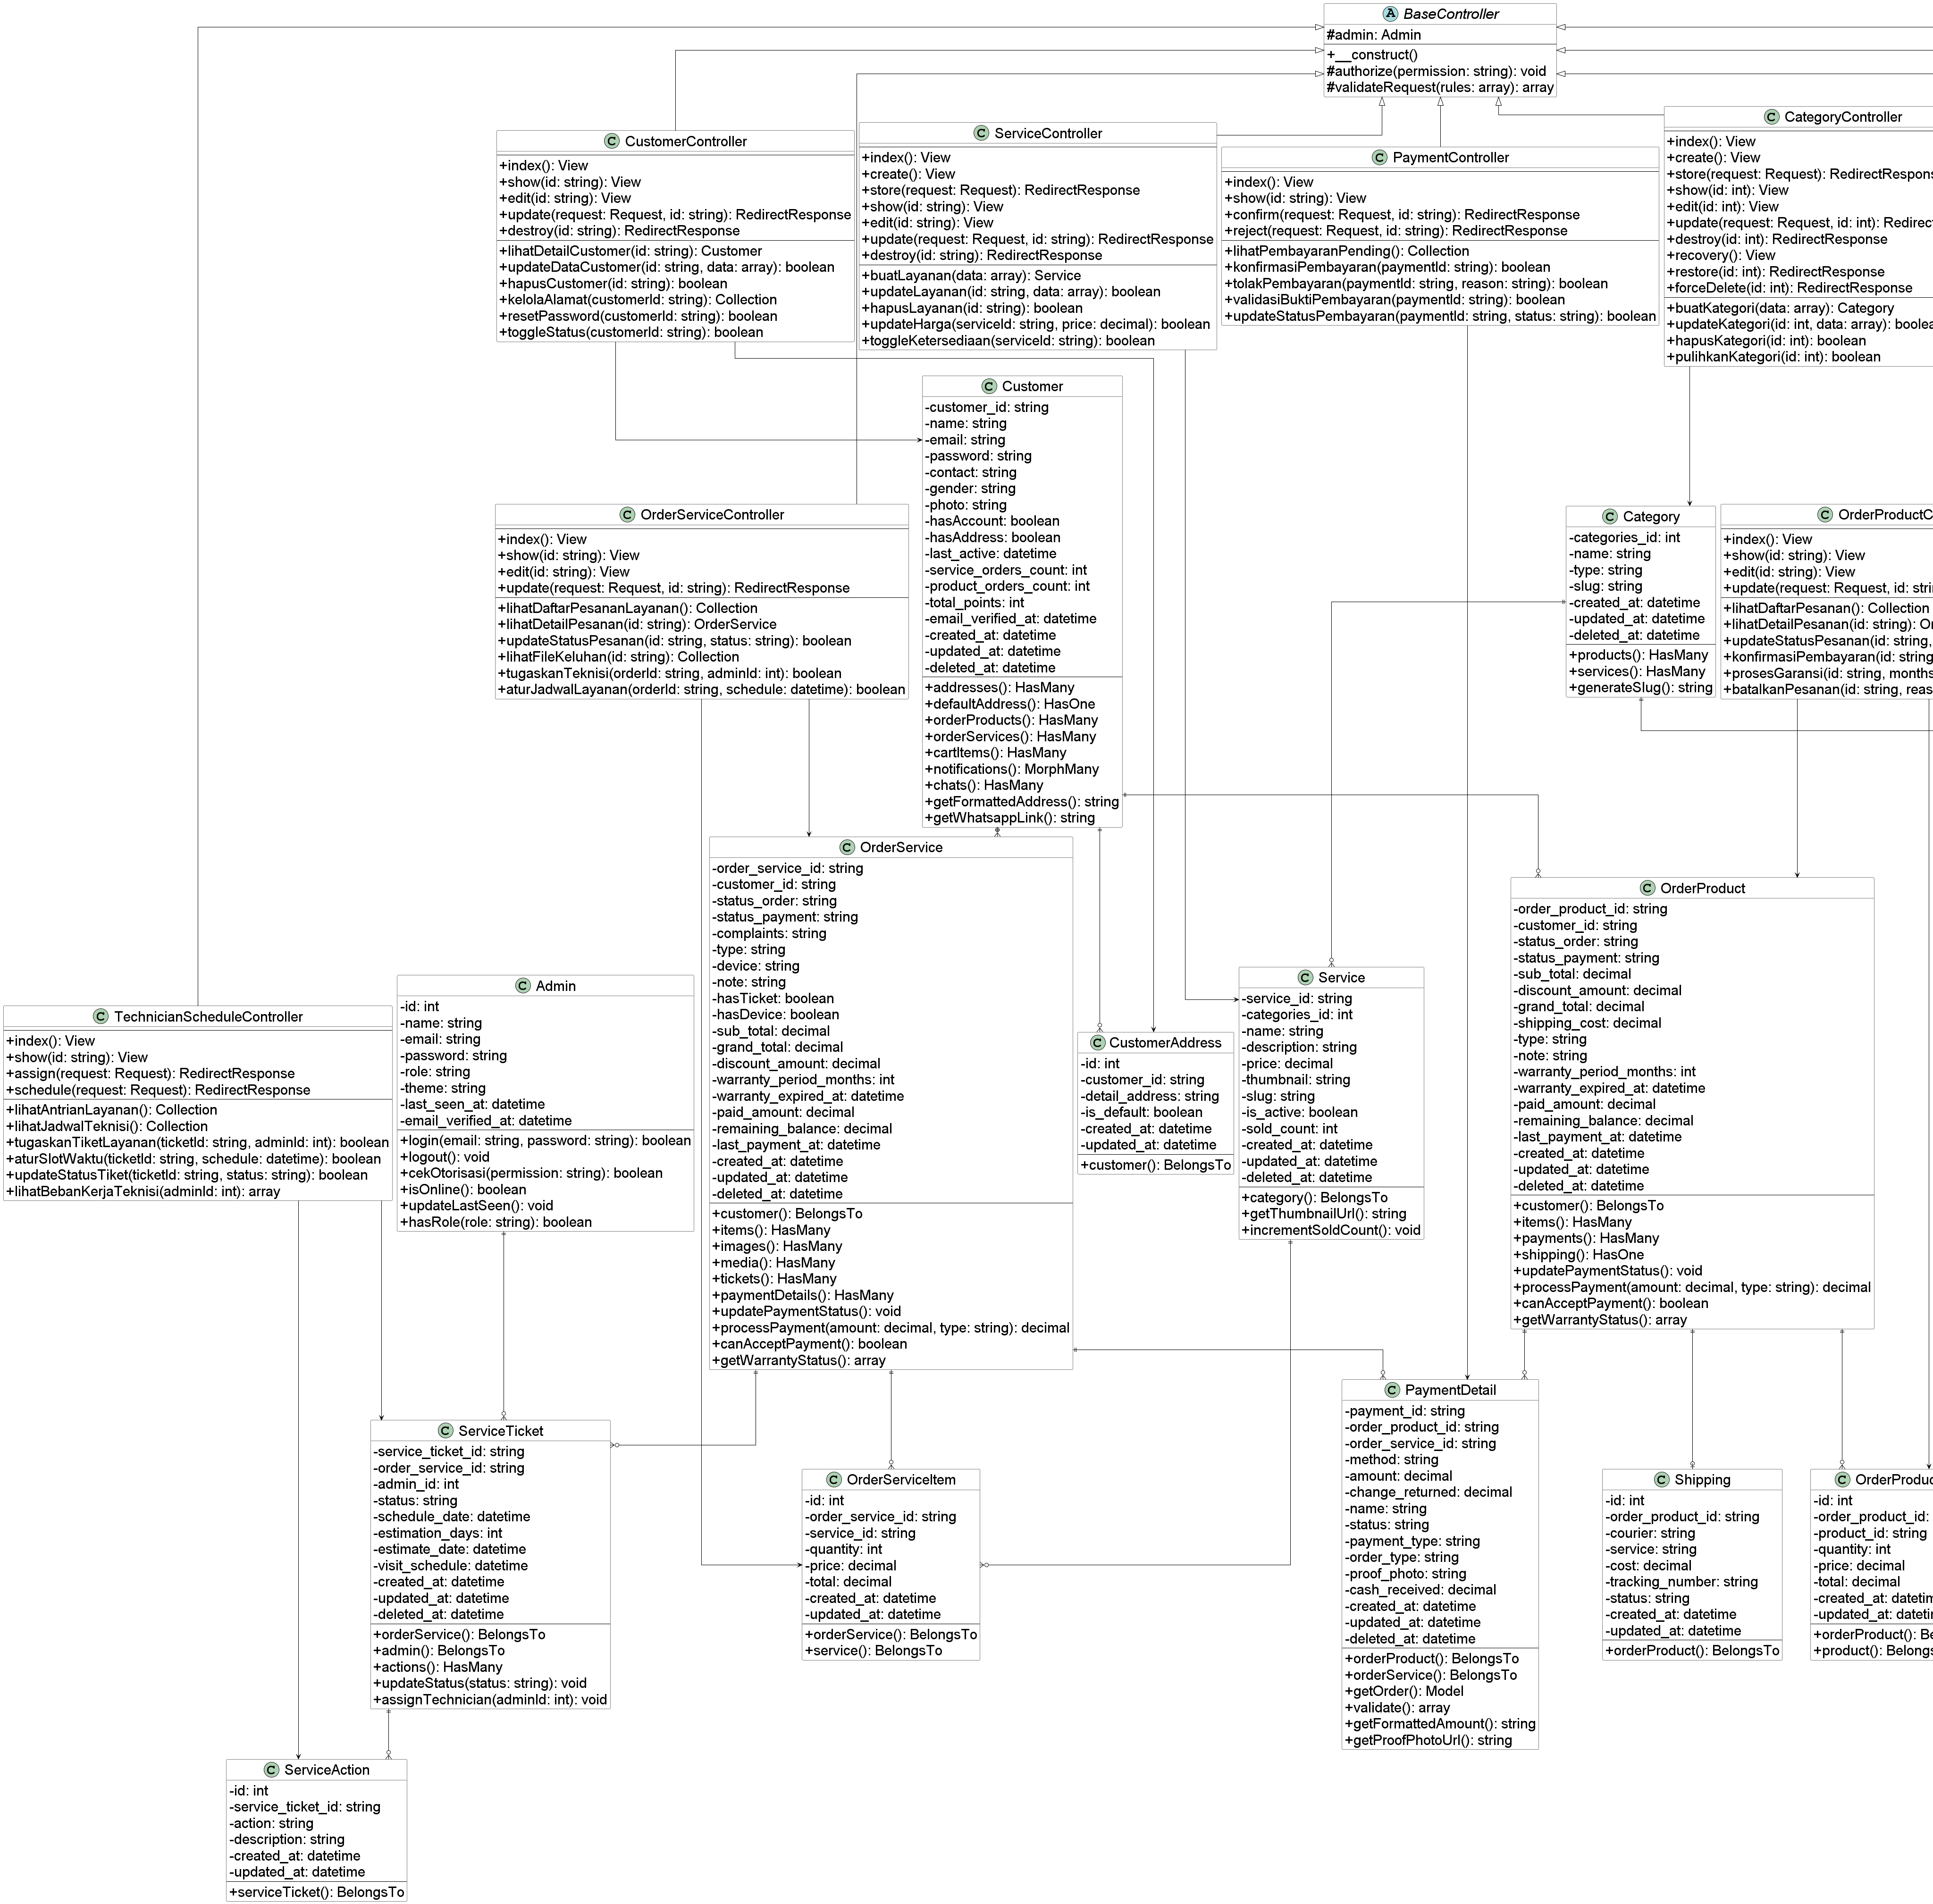 BaseController
#admin: Admin
+__construct()
#authorize(permission: string): void
#validateRequest(rules: array): array
CustomerController
+index(): View
+show(id: string): View
+edit(id: string): View
+update(request: Request, id: string): RedirectResponse
+destroy(id: string): RedirectResponse
+lihatDetailCustomer(id: string): Customer
+updateDataCustomer(id: string, data: array): boolean
+hapusCustomer(id: string): boolean
+kelolaAlamat(customerId: string): Collection
+resetPassword(customerId: string): boolean
+toggleStatus(customerId: string): boolean
ServiceController
+index(): View
+create(): View
+store(request: Request): RedirectResponse
+show(id: string): View
+edit(id: string): View
+update(request: Request, id: string): RedirectResponse
+destroy(id: string): RedirectResponse
+buatLayanan(data: array): Service
+updateLayanan(id: string, data: array): boolean
+hapusLayanan(id: string): boolean
+updateHarga(serviceId: string, price: decimal): boolean
+toggleKetersediaan(serviceId: string): boolean
PaymentController
+index(): View
+show(id: string): View
+confirm(request: Request, id: string): RedirectResponse
+reject(request: Request, id: string): RedirectResponse
+lihatPembayaranPending(): Collection
+konfirmasiPembayaran(paymentId: string): boolean
+tolakPembayaran(paymentId: string, reason: string): boolean
+validasiBuktiPembayaran(paymentId: string): boolean
+updateStatusPembayaran(paymentId: string, status: string): boolean
CategoryController
+index(): View
+create(): View
+store(request: Request): RedirectRespons
+show(id: int): View
+edit(id: int): View
+update(request: Request, id: int): Redirect
+destroy(id: int): RedirectResponse
+recovery(): View
+restore(id: int): RedirectResponse
+forceDelete(id: int): RedirectResponse
+buatKategori(data: array): Category
+updateKategori(id: int, data: array): boolea
+hapusKategori(id: int): boolean
+pulihkanKategori(id: int): boolean
Customer
-customer_id: string
-name: string
-email: string
-password: string
-contact: string
-gender: string
-photo: string
-hasAccount: boolean
-hasAddress: boolean
-last_active: datetime
-service_orders_count: int
-product_orders_count: int
-total_points: int
-email_verified_at: datetime
-created_at: datetime
-updated_at: datetime
-deleted_at: datetime
+addresses(): HasMany
+defaultAddress(): HasOne
+orderProducts(): HasMany
+orderServices(): HasMany
+cartItems(): HasMany
+notifications(): MorphMany
+chats(): HasMany
+getFormattedAddress(): string
+getWhatsappLink(): string
OrderServiceController
+index(): View
+show(id: string): View
+edit(id: string): View
+update(request: Request, id: string): RedirectResponse
+lihatDaftarPesananLayanan(): Collection
+lihatDetailPesanan(id: string): OrderService
+updateStatusPesanan(id: string, status: string): boolean
+lihatFileKeluhan(id: string): Collection
+tugaskanTeknisi(orderId: string, adminId: int): boolean
+aturJadwalLayanan(orderId: string, schedule: datetime): boolean
Category
-categories_id: int
-name: string
-type: string
-slug: string
-created_at: datetime
-updated_at: datetime
-deleted_at: datetime
+products(): HasMany
+services(): HasMany
+generateSlug(): string
OrderProductC
+index(): View
+show(id: string): View
+edit(id: string): View
+update(request: Request, id: stri
+lihatDaftarPesanan(): Collection
+lihatDetailPesanan(id: string): O
+updateStatusPesanan(id: string,
+konfirmasiPembayaran(id: string
+prosesGaransi(id: string, months
+batalkanPesanan(id: string, reas
OrderService
-order_service_id: string
-customer_id: string
-status_order: string
-status_payment: string
-complaints: string
-type: string
-device: string
-note: string
-hasTicket: boolean
-hasDevice: boolean
-sub_total: decimal
-grand_total: decimal
-discount_amount: decimal
-warranty_period_months: int
-warranty_expired_at: datetime
-paid_amount: decimal
-remaining_balance: decimal
-last_payment_at: datetime
-created_at: datetime
-updated_at: datetime
-deleted_at: datetime
+customer(): BelongsTo
+items(): HasMany
+images(): HasMany
+media(): HasMany
+tickets(): HasMany
+paymentDetails(): HasMany
+updatePaymentStatus(): void
+processPayment(amount: decimal, type: string): decimal
+canAcceptPayment(): boolean
+getWarrantyStatus(): array
OrderProduct
-order_product_id: string
-customer_id: string
-status_order: string
-status_payment: string
-sub_total: decimal
-discount_amount: decimal
-grand_total: decimal
-shipping_cost: decimal
-type: string
-note: string
-warranty_period_months: int
-warranty_expired_at: datetime
-paid_amount: decimal
-remaining_balance: decimal
-last_payment_at: datetime
-created_at: datetime
-updated_at: datetime
-deleted_at: datetime
+customer(): BelongsTo
+items(): HasMany
+payments(): HasMany
+shipping(): HasOne
+updatePaymentStatus(): void
+processPayment(amount: decimal, type: string): decimal
+canAcceptPayment(): boolean
+getWarrantyStatus(): array
TechnicianScheduleController
+index(): View
+show(id: string): View
+assign(request: Request): RedirectResponse
+schedule(request: Request): RedirectResponse
+lihatAntrianLayanan(): Collection
+lihatJadwalTeknisi(): Collection
+tugaskanTiketLayanan(ticketId: string, adminId: int): boolean
+aturSlotWaktu(ticketId: string, schedule: datetime): boolean
+updateStatusTiket(ticketId: string, status: string): boolean
+lihatBebanKerjaTeknisi(adminId: int): array
Admin
-id: int
-name: string
-email: string
-password: string
-role: string
-theme: string
-last_seen_at: datetime
-email_verified_at: datetime
+login(email: string, password: string): boolean
+logout(): void
+cekOtorisasi(permission: string): boolean
+isOnline(): boolean
+updateLastSeen(): void
+hasRole(role: string): boolean
CustomerAddress
-id: int
-customer_id: string
-detail_address: string
-is_default: boolean
-created_at: datetime
-updated_at: datetime
+customer(): BelongsTo
Service
-service_id: string
-categories_id: int
-name: string
-description: string
-price: decimal
-thumbnail: string
-slug: string
-is_active: boolean
-sold_count: int
-created_at: datetime
-updated_at: datetime
-deleted_at: datetime
+category(): BelongsTo
+getThumbnailUrl(): string
+incrementSoldCount(): void
ServiceTicket
-service_ticket_id: string
-order_service_id: string
-admin_id: int
-status: string
-schedule_date: datetime
-estimation_days: int
-estimate_date: datetime
-visit_schedule: datetime
-created_at: datetime
-updated_at: datetime
-deleted_at: datetime
+orderService(): BelongsTo
+admin(): BelongsTo
+actions(): HasMany
+updateStatus(status: string): void
+assignTechnician(adminId: int): void
OrderServiceItem
-id: int
-order_service_id: string
-service_id: string
-quantity: int
-price: decimal
-total: decimal
-created_at: datetime
-updated_at: datetime
+orderService(): BelongsTo
+service(): BelongsTo
PaymentDetail
-payment_id: string
-order_product_id: string
-order_service_id: string
-method: string
-amount: decimal
-change_returned: decimal
-name: string
-status: string
-payment_type: string
-order_type: string
-proof_photo: string
-cash_received: decimal
-created_at: datetime
-updated_at: datetime
-deleted_at: datetime
+orderProduct(): BelongsTo
+orderService(): BelongsTo
+getOrder(): Model
+validate(): array
+getFormattedAmount(): string
+getProofPhotoUrl(): string
Shipping
-id: int
-order_product_id: string
-courier: string
-service: string
-cost: decimal
-tracking_number: string
-status: string
-created_at: datetime
-updated_at: datetime
+orderProduct(): BelongsTo
OrderProduc
-id: int
-order_product_id:
-product_id: string
-quantity: int
-price: decimal
-total: decimal
-created_at: datetim
-updated_at: dateti
+orderProduct(): Be
+product(): Belongs
ServiceAction
-id: int
-service_ticket_id: string
-action: string
-description: string
-created_at: datetime
-updated_at: datetime
+serviceTicket(): BelongsTo